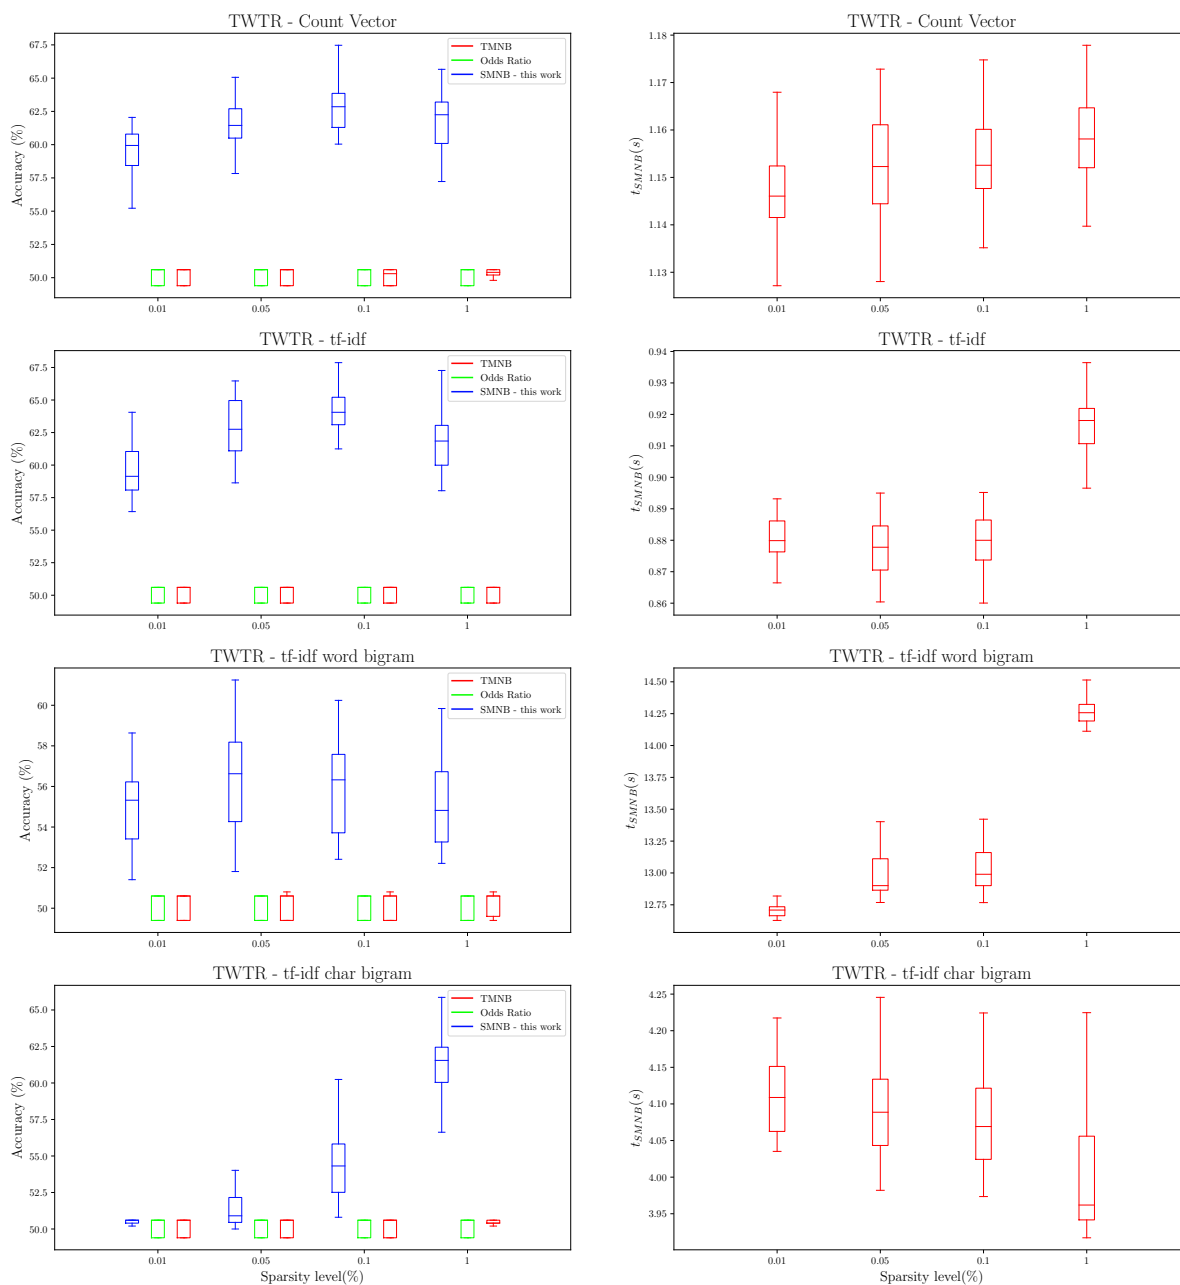 TWTR - Count Vector
Accuracy (%)
67.5
65.0
62.5
60.0
57.5
55.0
52.5
50.0
TMNB
Odds Ratio
SMNB - this work
0.01 0.05 0.1 1
TWTR - Count Vector
t_SMNB(s)
1.18
1.17
1.16
1.15
1.14
1.13
0.01 0.05 0.1 1
TWTR - tf-idf
Accuracy (%)
67.5
65.0
62.5
60.0
57.5
55.0
52.5
50.0
TMNB
Odds Ratio
SMNB - this work
0.01 0.05 0.1 1
TWTR - tf-idf
t_SMNB(s)
0.94
0.93
0.92
0.91
0.90
0.89
0.88
0.87
0.86
0.01 0.05 0.1 1
TWTR - tf-idf word bigram
Accuracy (%)
60
58
56
54
52
50
TMNB
Odds Ratio
SMNB - this work
0.01 0.05 0.1 1
TWTR - tf-idf word bigram
t_SMNB(s)
14.50
14.25
14.00
13.75
13.50
13.25
13.00
12.75
0.01 0.05 0.1 1
TWTR - tf-idf char bigram
Accuracy (%)
65.0
62.5
60.0
57.5
55.0
52.5
50.0
TMNB
Odds Ratio
SMNB - this work
0.01 0.05 0.1 1
Sparsity level(%)
TWTR - tf-idf char bigram
t_SMNB(s)
4.25
4.20
4.15
4.10
4.05
4.00
3.95
0.01 0.05 0.1 1
Sparsity level(%)